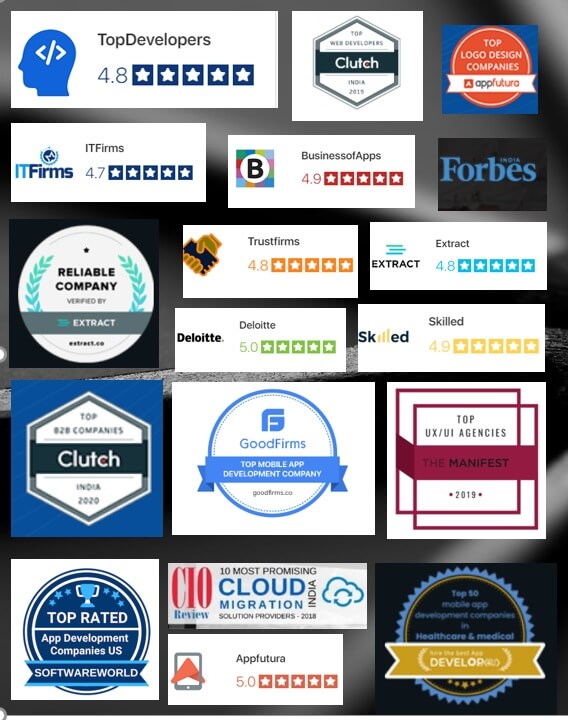 TopDevelopers
4.8
TOP
WEB DEVELOPERS
Clutch
INDIA
2019
TOP
LOGO DESIGN
COMPANIES
appfutura
ITFirms
ITFirms
4.7
B
BusinessofApps
4.9
Forbes
INDIA
RELIABLE
COMPANY
VERIFIED BY
EXTRACT
extract.co
Trustfirms
4.8
EXTRACT
Extract
4.8
Deloitte.
Deloitte
5.0
Skilled
Skilled
4.9
TOP
B2B COMPANIES
Clutch
INDIA
2020
GoodFirms
TOP MOBILE APP
DEVELOPMENT COMPANY
goodfirms.co
TOP
UX/UI AGENCIES
THE MANIFEST
•2019•
TOP RATED
App Development
Companies US
SOFTWAREWORLD
CIO
Review
10 MOST PROMISING
CLOUD
MIGRATION
INDIA
SOLUTION PROVIDERS - 2018
Appfutura
5.0
Top 50
mobile app
development companies
in
Healthcare & medical
hire the best App
DEVELOP